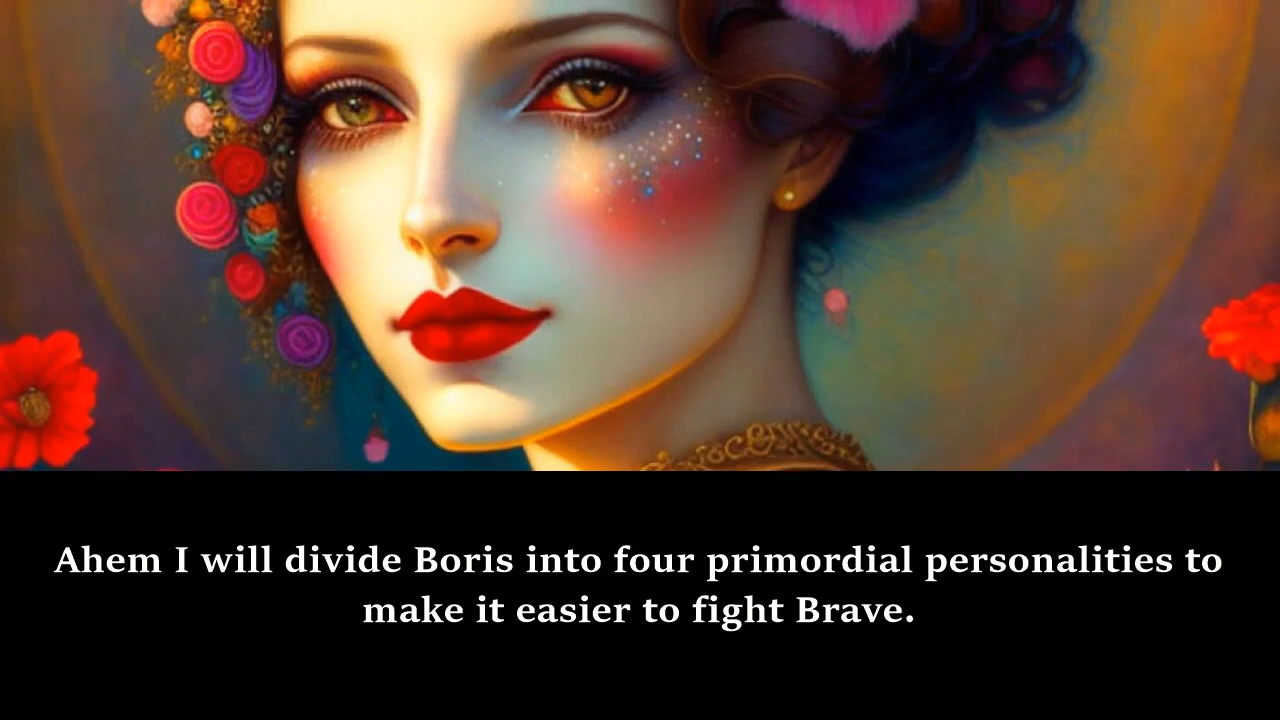 Ahem I will divide Boris into four primordial personalities to
make it easier to fight Brave.